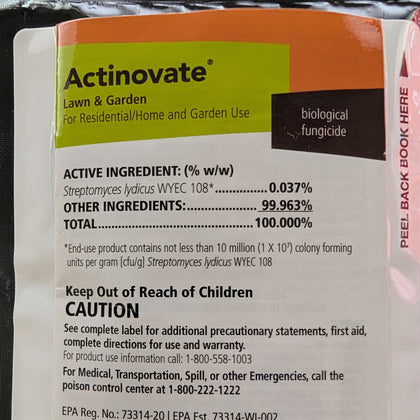 Actinovate®
Lawn & Garden
For Residential/Home and Garden Use
biological
fungicide
PEEL BACK BOOK HERE
ACTIVE INGREDIENT: (% w/w)
Streptomyces lydicus WYEC 108*...............0.037%
OTHER INGREDIENTS:....................99.963%
TOTAL............................................100.000%
*End-use product contains not less than 10 million (1 X 10⁷) colony forming
units per gram [cfu/g] Streptomyces lydicus WYEC 108
Keep Out of Reach of Children
CAUTION
See complete label for additional precautionary statements, first aid,
complete directions for use and warranty.
For product use information call: 1-800-558-1003
For Medical, Transportation, Spill, or other Emergencies, call the
poison control center at 1-800-222-1222
EPA Reg. No.: 73314-20 | EPA Est. 73314-WI-002